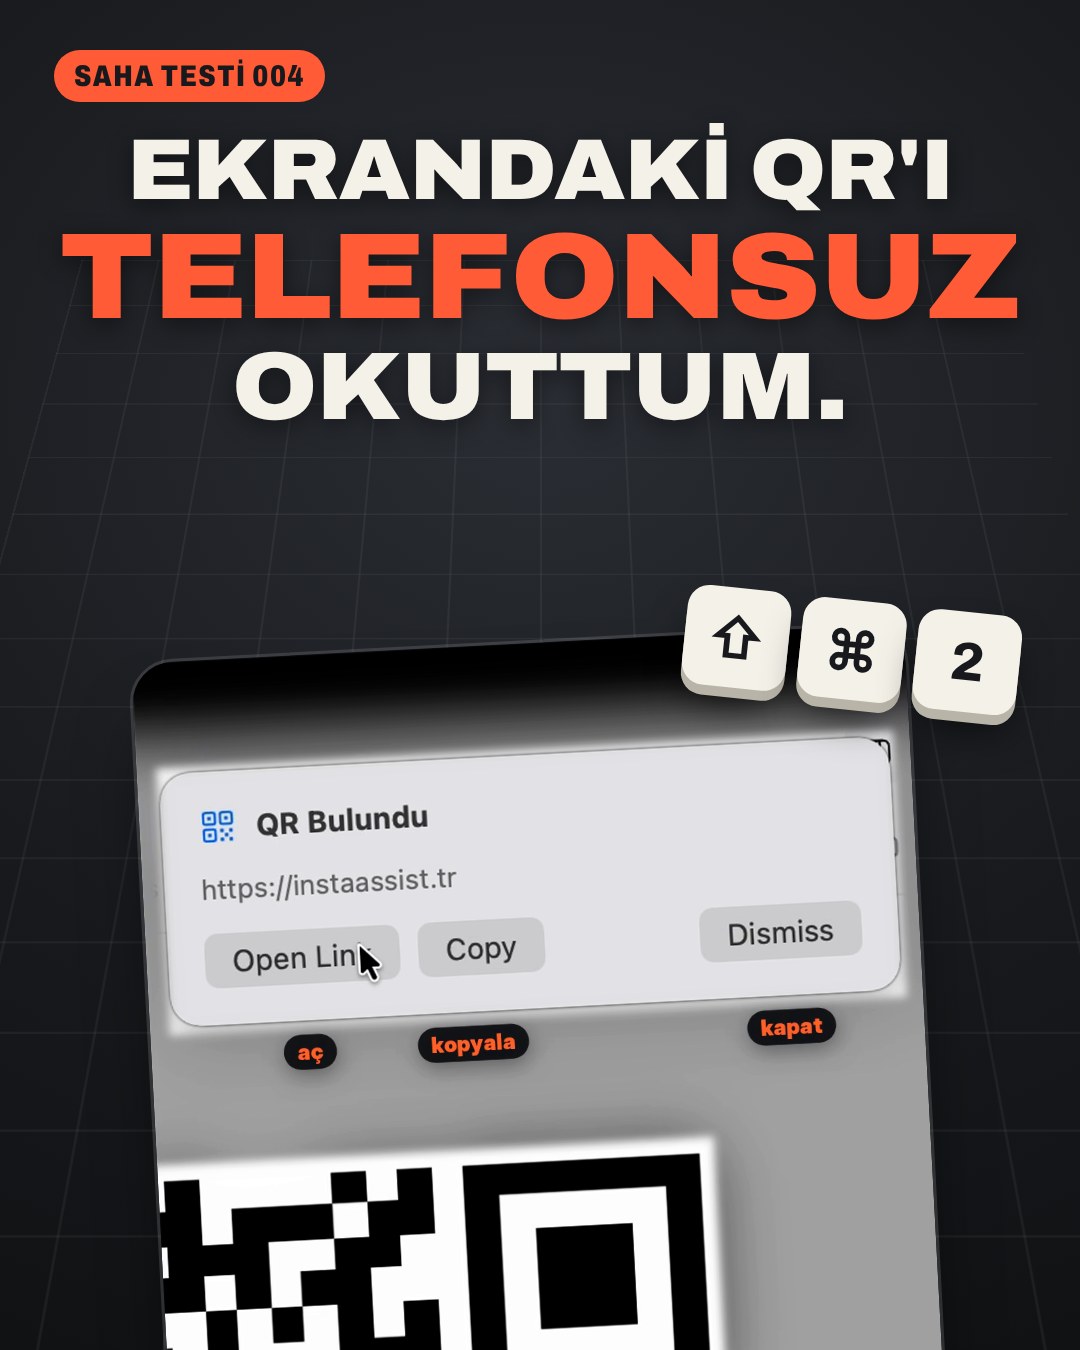 SAHA TESTİ 004
EKRANDAKİ QR'I
TELEFONSUZ
OKUTTUM.
⇧ ⌘ 2
QR Bulundu
https://instaassist.tr
Open Link Copy Dismiss
aç kopyala kapat